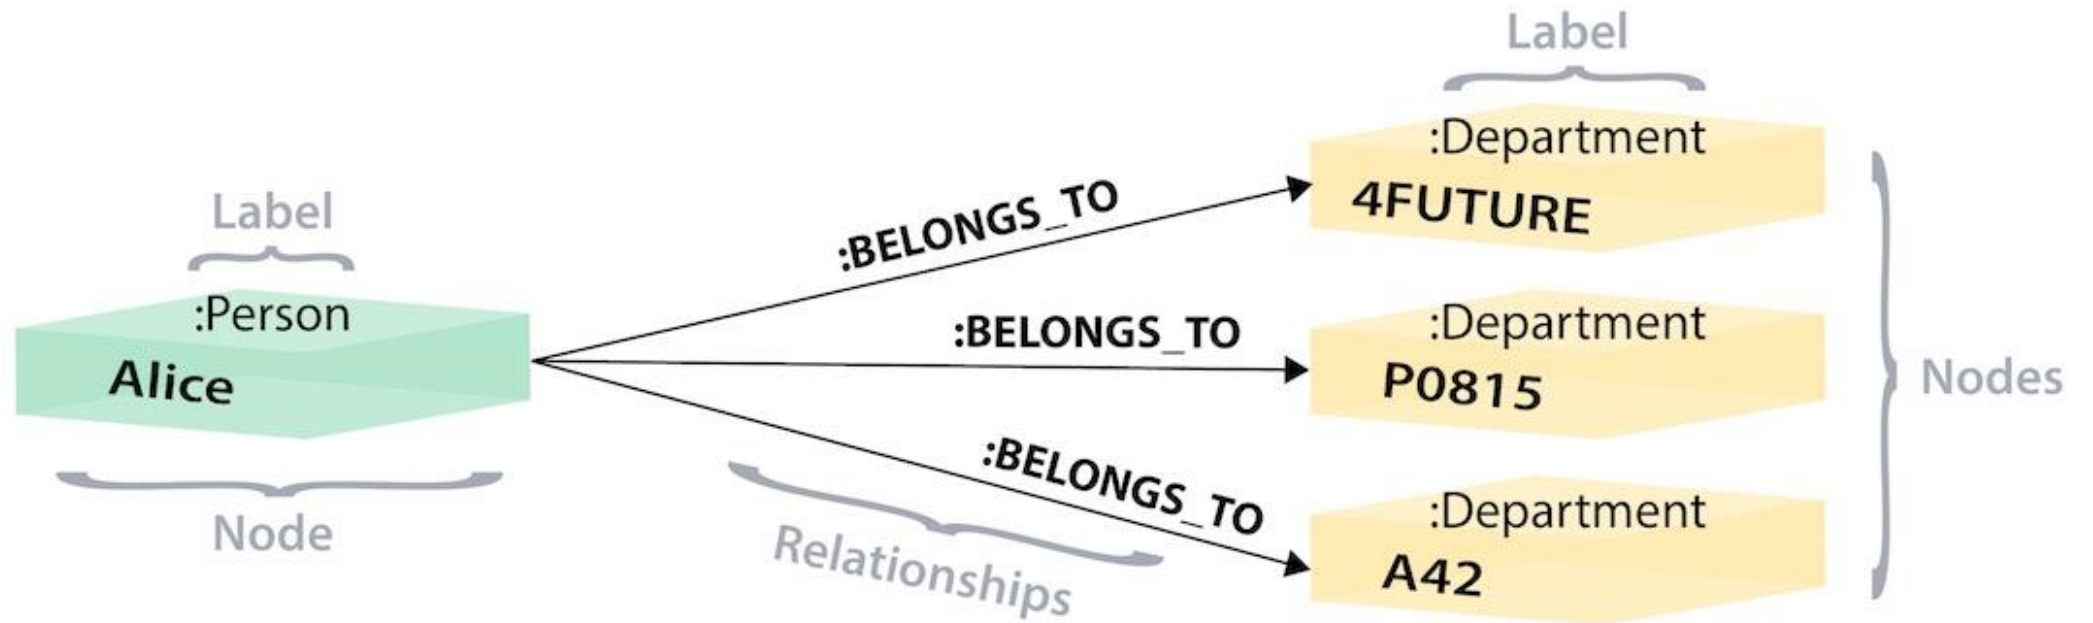 Label
:Person
Alice
Node
:BELONGS_TO
:BELONGS_TO
:BELONGS_TO
Relationships
Label
:Department
4FUTURE
:Department
P0815
:Department
A42
Nodes